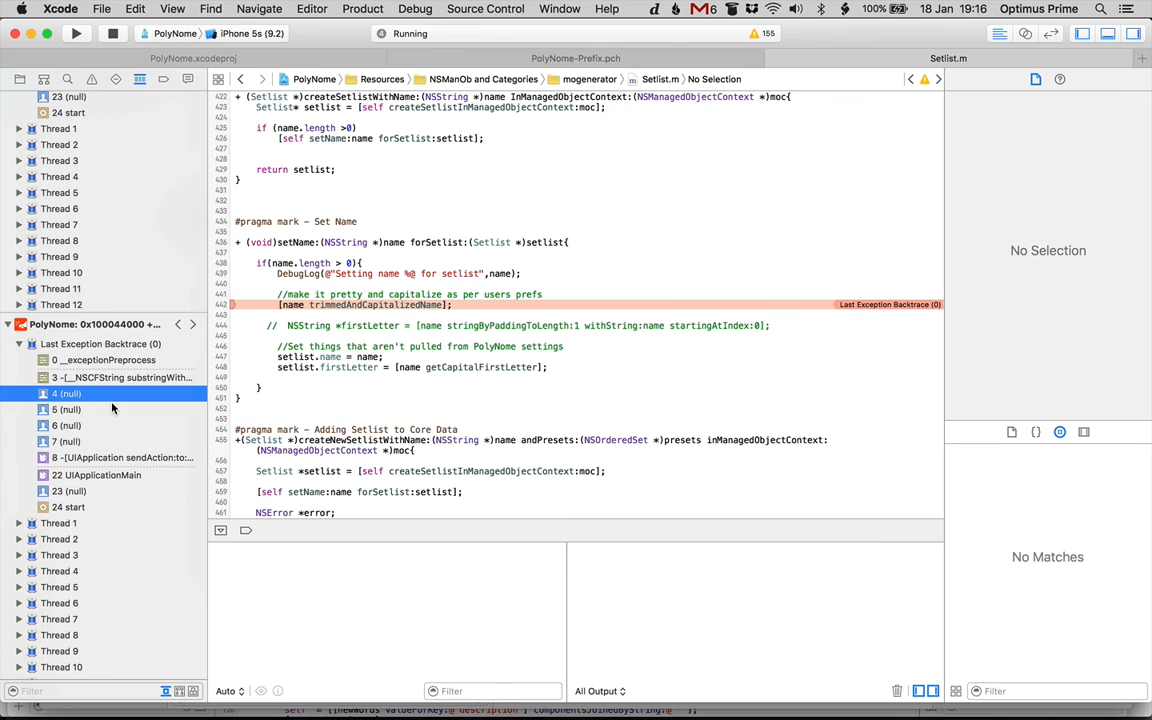 Xcode File Edit View Find Navigate Editor Product Debug Source Control Window Help d M6 100% 18 Jan 19:16 Optimus Prime
PolyNome iPhone 5s (9.2) 4 Running 155
PolyNome.xcodeproj PolyNome-Prefix.pch Setlist.m
PolyNome Resources NSManOb and Categories mogenerator Setlist.m No Selection
23 (null)
24 start
Thread 1
Thread 2
Thread 3
Thread 4
Thread 5
Thread 6
Thread 7
Thread 8
Thread 9
Thread 10
Thread 11
Thread 12
PolyNome: 0x100044000 +...
Last Exception Backtrace (0)
0 __exceptionPreprocess
3 -[__NSCFString substringWith...
4 (null)
5 (null)
6 (null)
7 (null)
8 -[UIApplication sendAction:to:...
22 UIApplicationMain
23 (null)
24 start
Thread 1
Thread 2
Thread 3
Thread 4
Thread 5
Thread 6
Thread 7
Thread 8
Thread 9
Thread 10
Filter
422 + (Setlist *)createSetlistWithName:(NSString *)name InManagedObjectContext:(NSManagedObjectContext *)moc{
423 Setlist* setlist = [self createSetlistInManagedObjectContext:moc];
424
425 if (name.length >0)
426 [self setName:name forSetlist:setlist];
427
428
429 return setlist;
430 }
431
432
433
434 #pragma mark - Set Name
435
436 + (void)setName:(NSString *)name forSetlist:(Setlist *)setlist{
437
438 if(name.length > 0){
439 DebugLog(@"Setting name %@ for setlist",name);
440
441 //make it pretty and capitalize as per users prefs
442 [name trimmedAndCapitalizedName]; Last Exception Backtrace (0)
443
444 // NSString *firstLetter = [name stringByPaddingToLength:1 withString:name startingAtIndex:0];
445
446 //Set things that aren't pulled from PolyNome settings
447 setlist.name = name;
448 setlist.firstLetter = [name getCapitalFirstLetter];
449
450 }
451 }
452
453
454 #pragma mark - Adding Setlist to Core Data
455 +(Setlist *)createNewSetlistWithName:(NSString *)name andPresets:(NSOrderedSet *)presets inManagedObjectContext:
(NSManagedObjectContext *)moc{
456
457 Setlist *setlist = [self createSetlistInManagedObjectContext:moc];
458
459 [self setName:name forSetlist:setlist];
460
461 NSError *error;
Auto Filter All Output
No Selection
No Matches
Filter